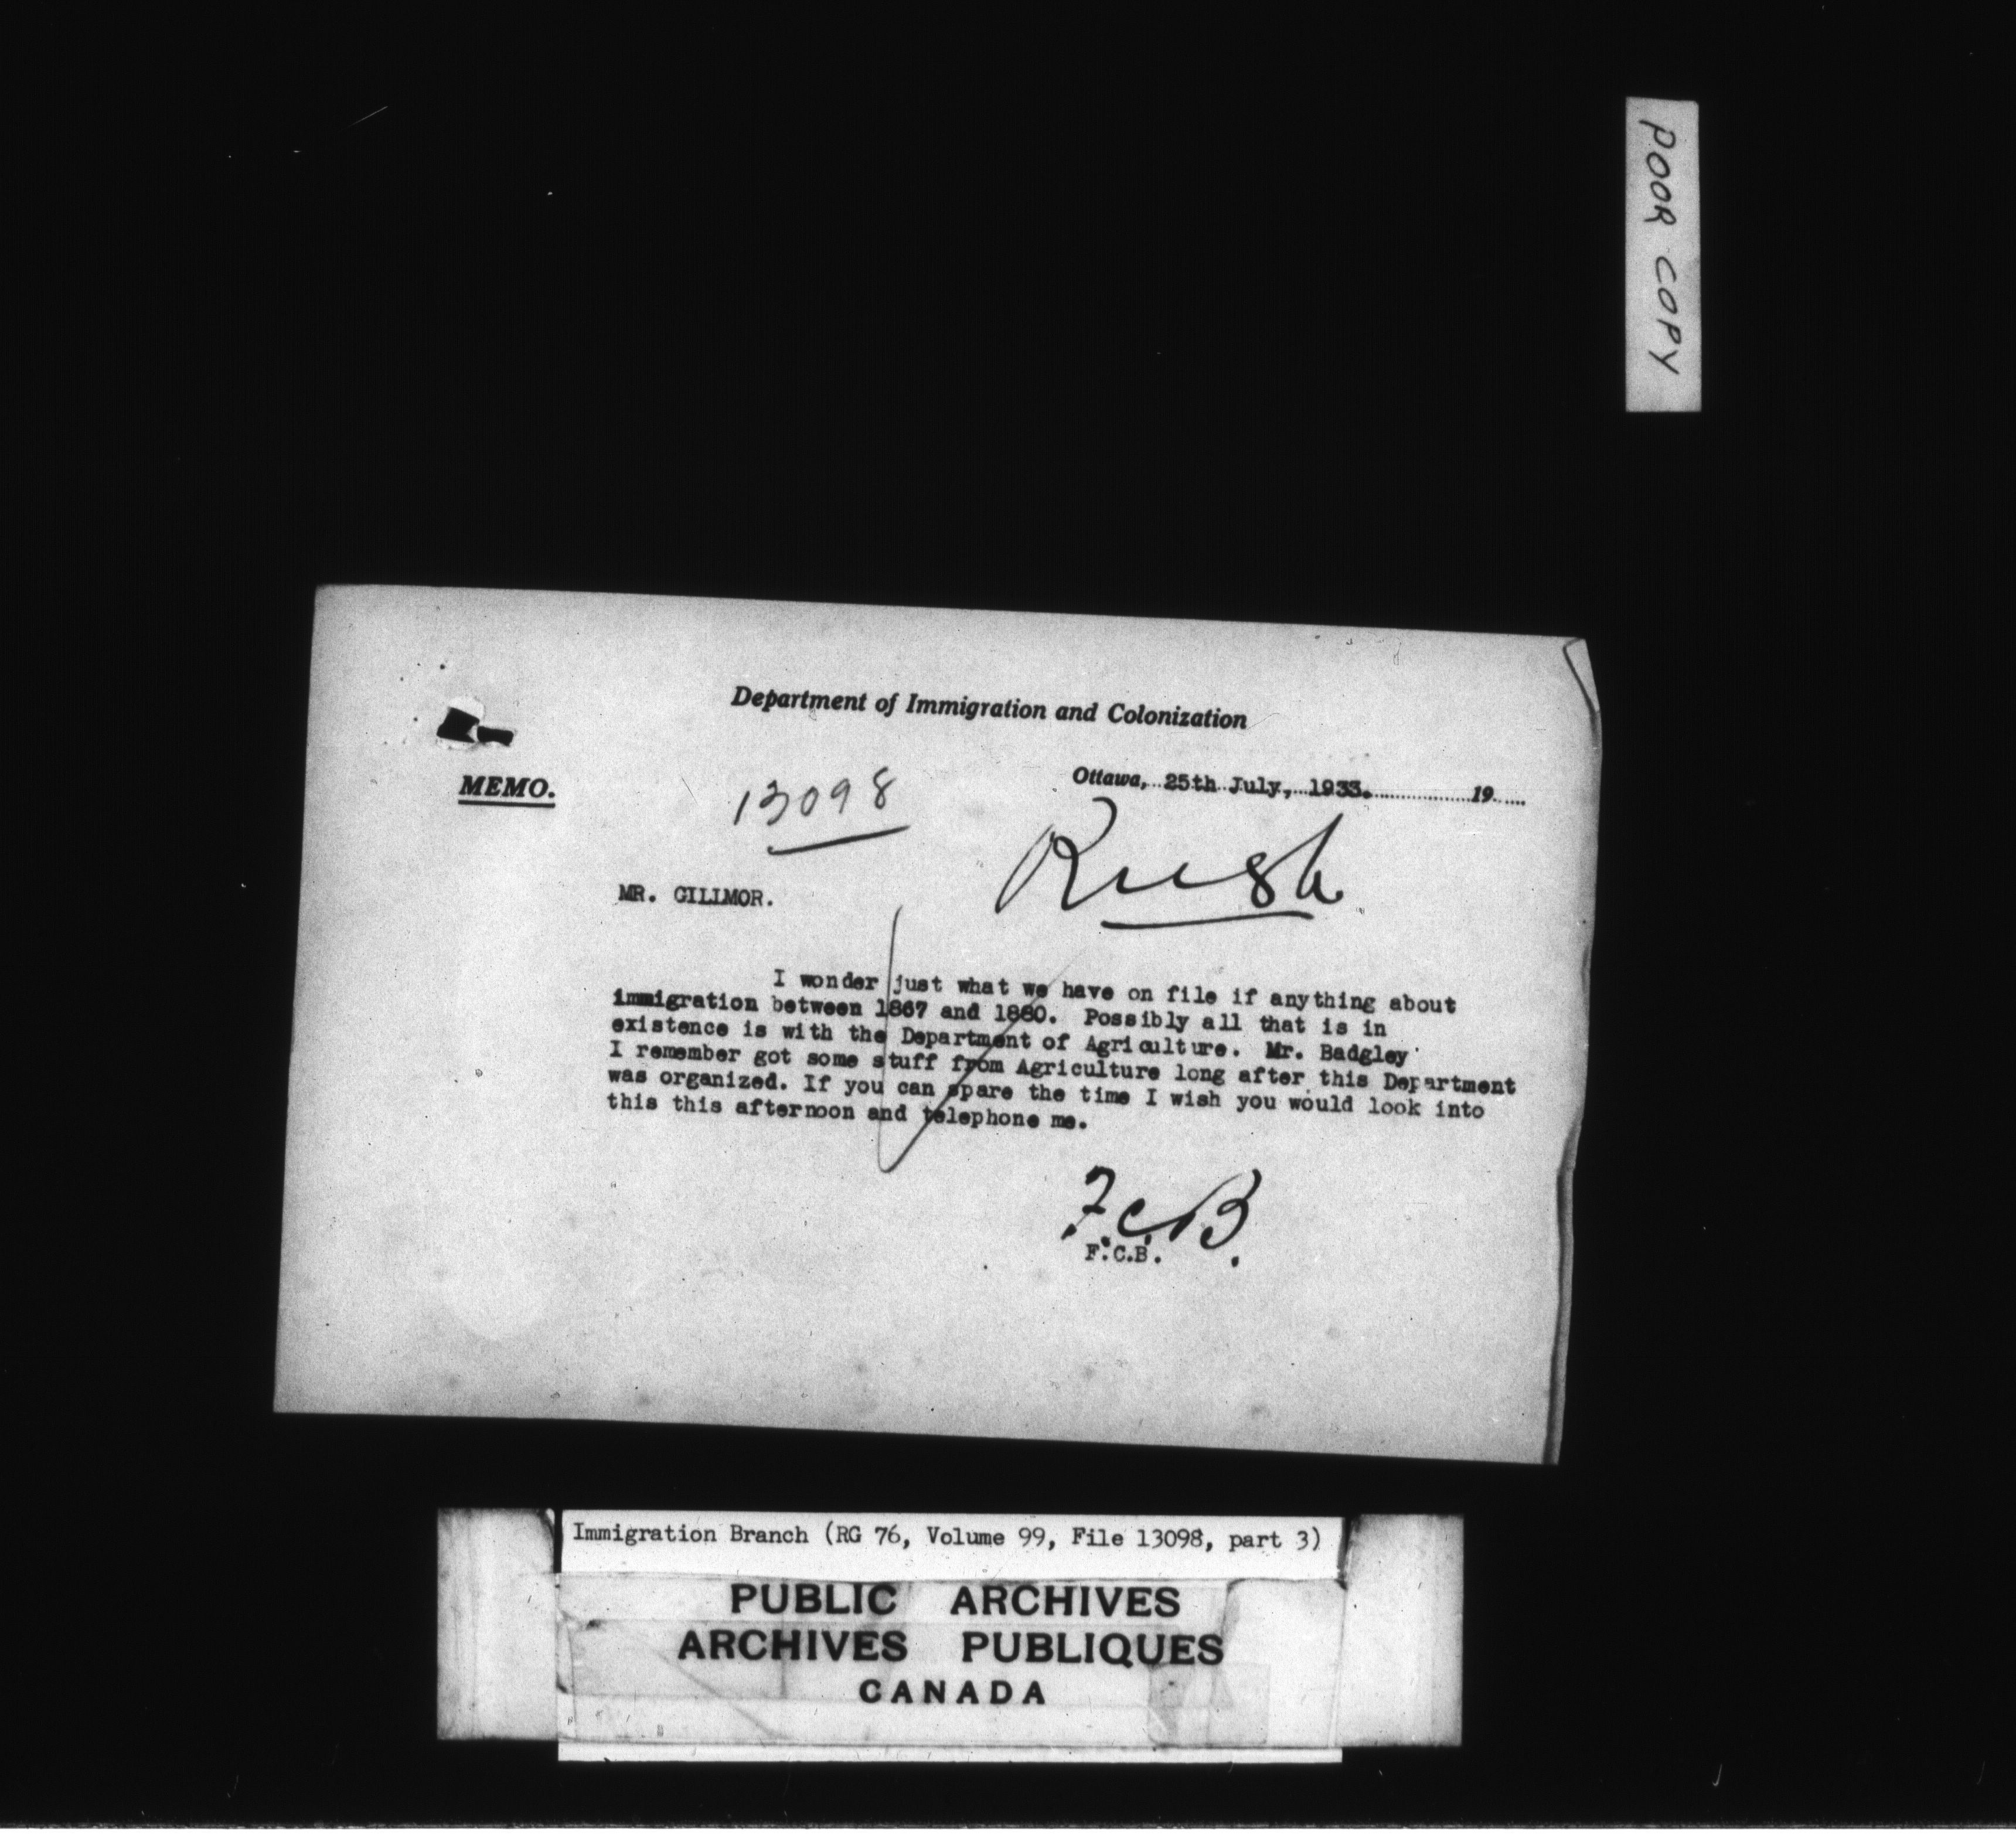 POOR COPY
Department of Immigration and Colonization
MEMO.
13098
Ottawa, 25th July, 1933. 19
Rush
MR. GILLMOR.
I wonder just what we have on file if anything about
immigration between 1867 and 1880. Possibly all that is in
existence is with the Department of Agriculture. Mr. Badgley
I remember got some stuff from Agriculture long after this Department
was organized. If you can spare the time I wish you would look into
this this afternoon and telephone me.
F.C.B.
F.C.B.
Immigration Branch (RG 76, Volume 99, File 13098, part 3)
PUBLIC ARCHIVES
ARCHIVES PUBLIQUES
CANADA